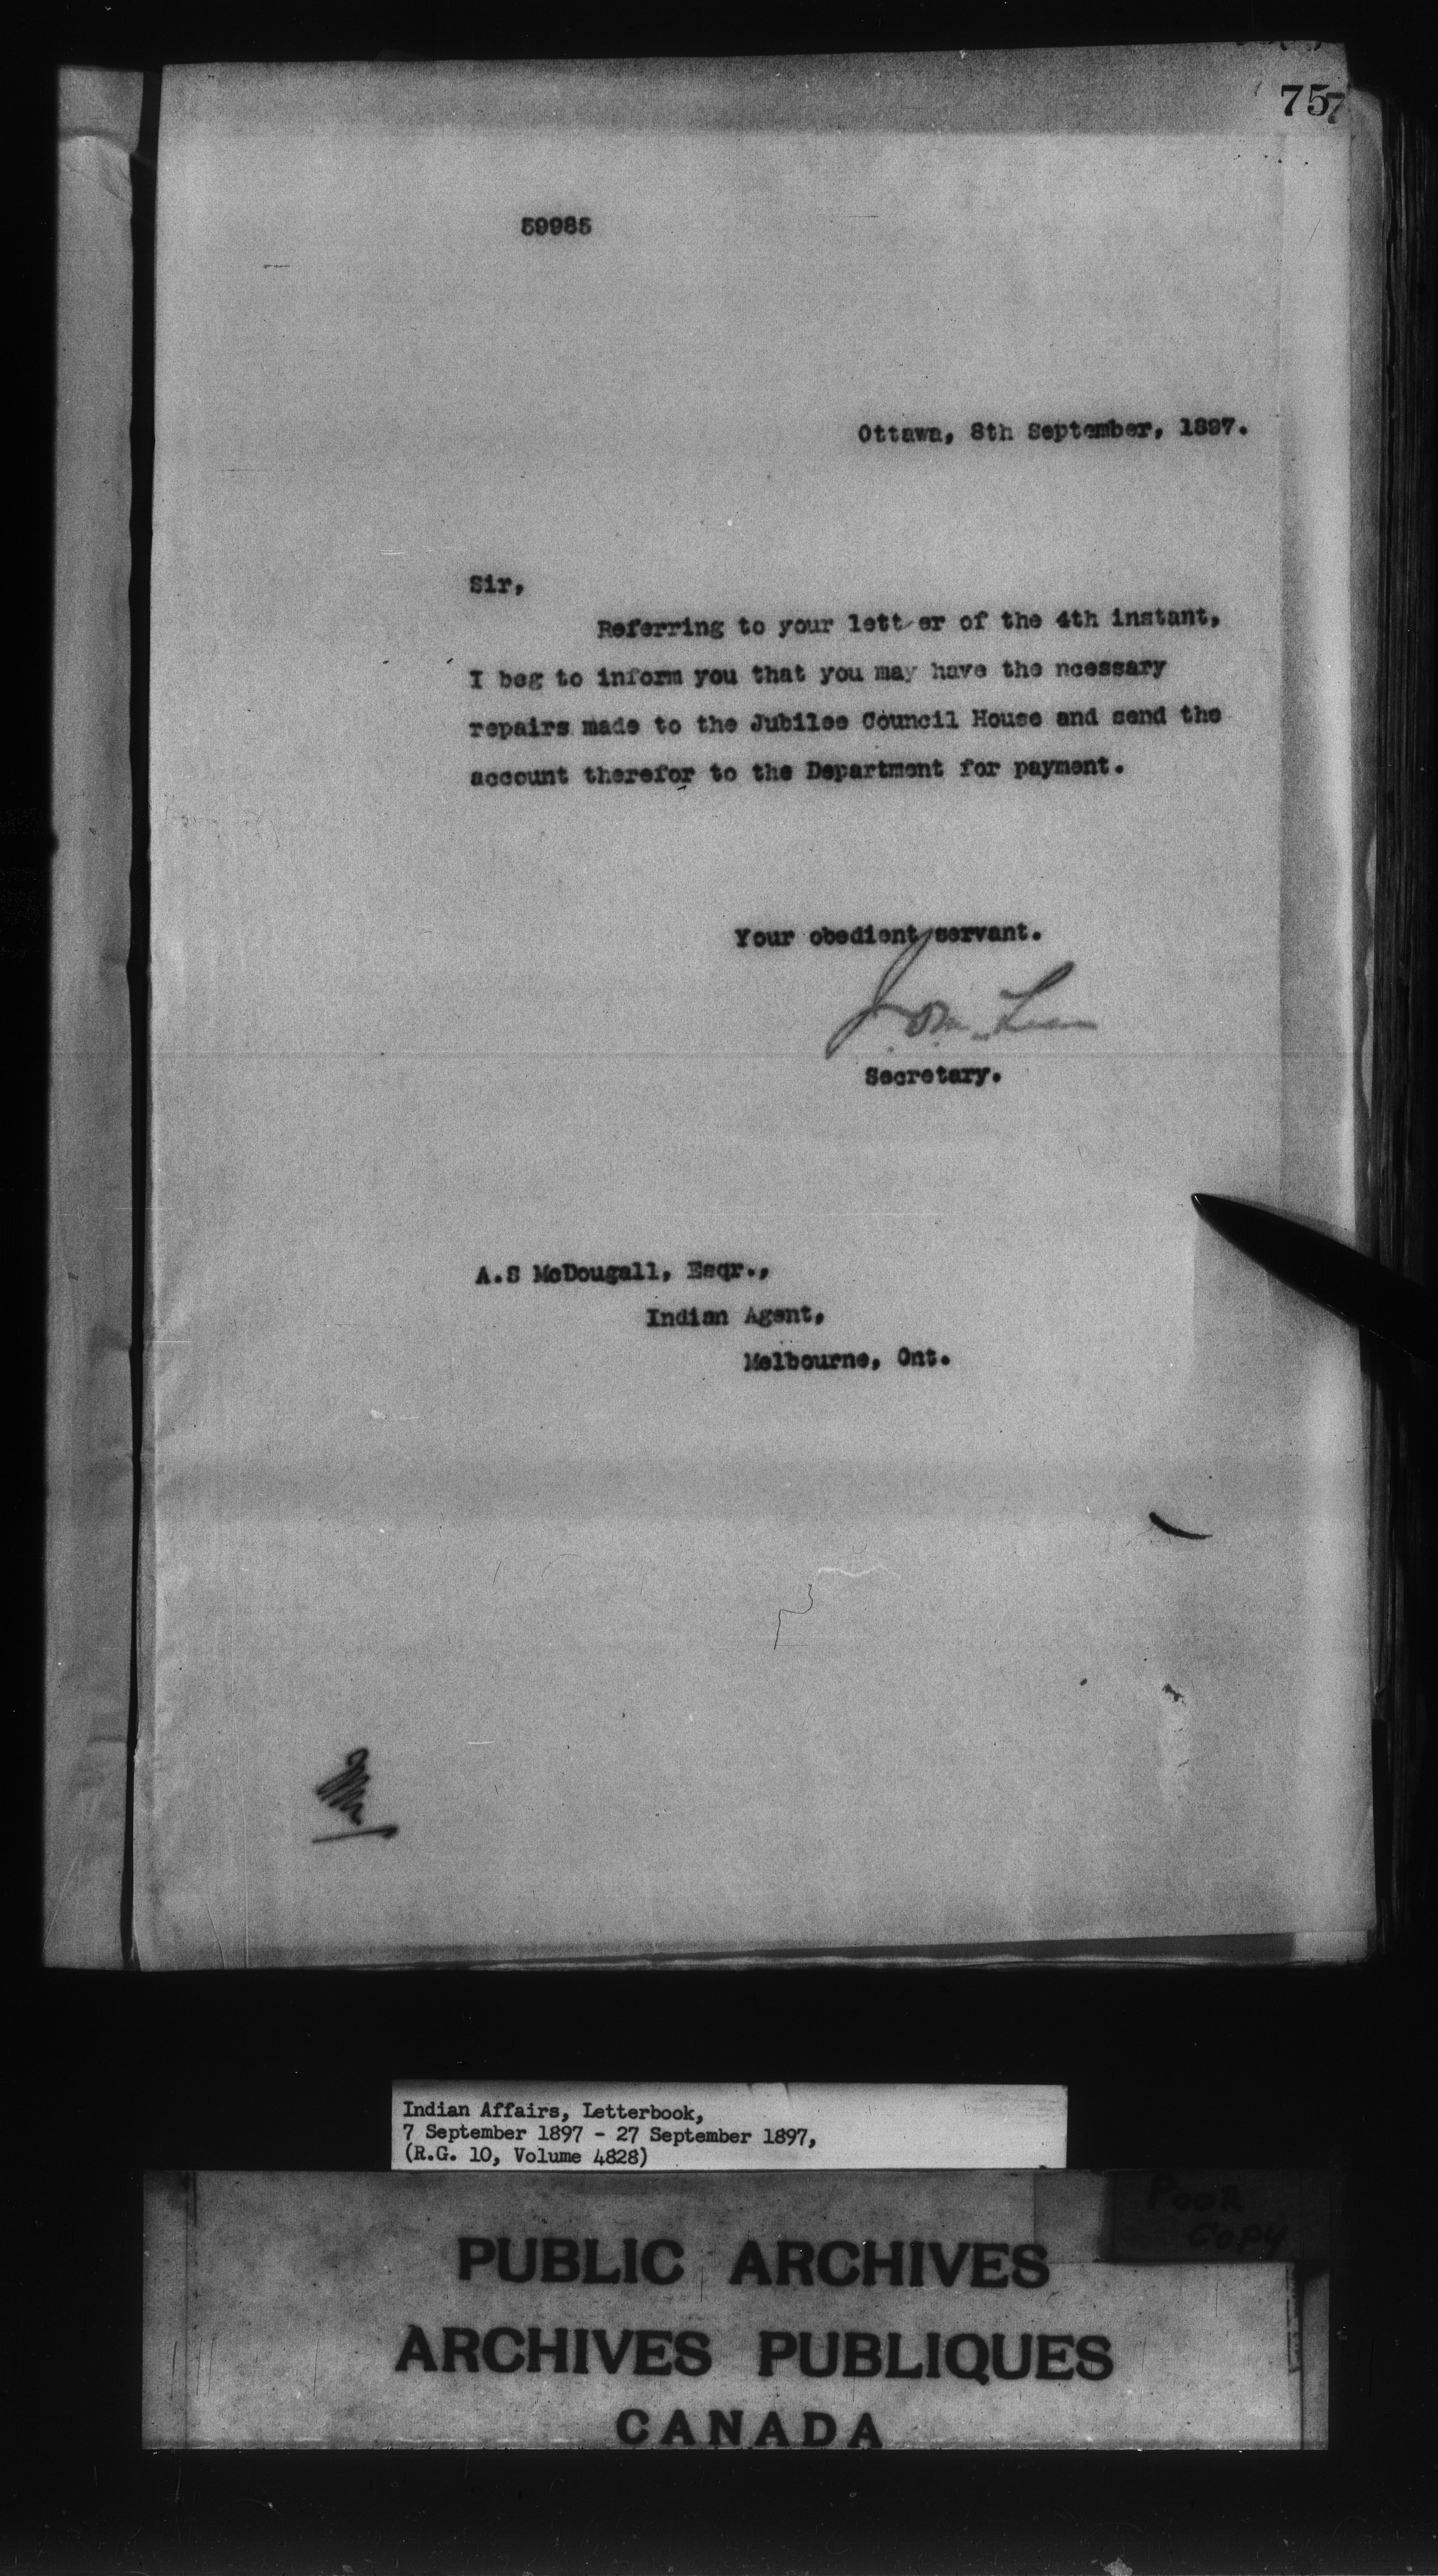 757
59985
Ottawa, 8th September, 1897.
Sir,
Referring to your lett er of the 4th instant,
I beg to inform you that you may have the ncessary
repairs made to the Jubilee Council House and send the
account therefor to the Department for payment.
Your obedient servant.
Secretary.
A.S McDougall, Esqr.,
Indian Agent,
Melbourne, Ont.
Indian Affairs, Letterbook,
7 September 1897 - 27 September 1897,
(R.G. 10, Volume 4828)
POOR
COPY
PUBLIC ARCHIVES
ARCHIVES PUBLIQUES
CANADA